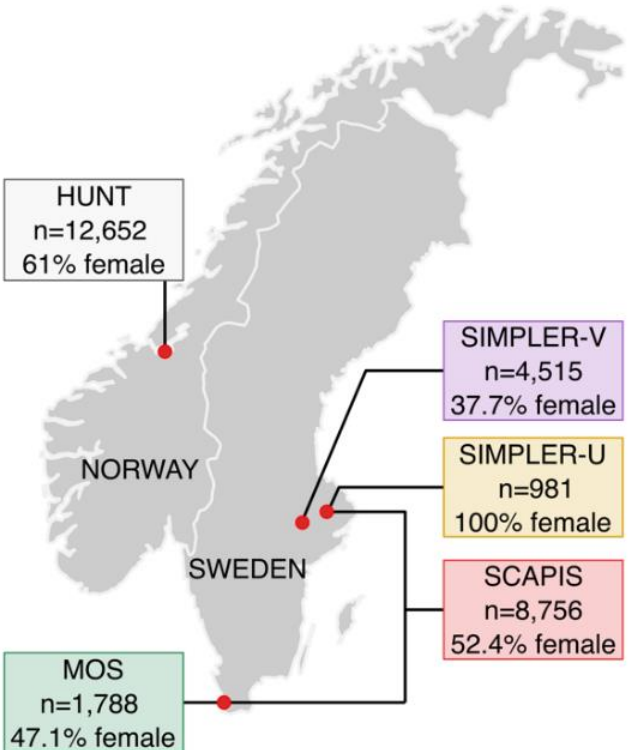 HUNT
n=12,652
61% female
SIMPLER-V
n=4,515
37.7% female
SIMPLER-U
n=981
100% female
NORWAY
SWEDEN
SCAPIS
n=8,756
52.4% female
MOS
n=1,788
47.1% female